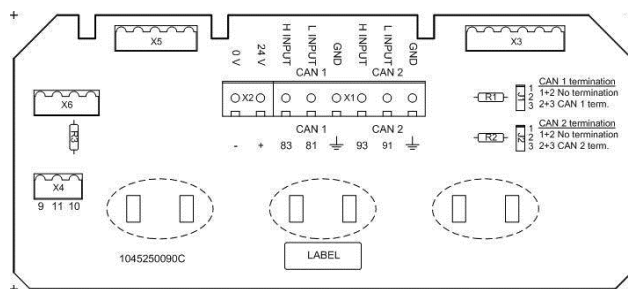 X5
X3
0 V
24 V
H INPUT
L INPUT
GND
H INPUT
L INPUT
GND
CAN 1
CAN 2
X2
X1
CAN 1
CAN 2
- + 83 81 93 91
X6
R3
X4
9 11 10
R1
J1
1
2
3
CAN 1 termination
1+2 No termination
2+3 CAN 1 term.
R2
J2
1
2
3
CAN 2 termination
1+2 No termination
2+3 CAN 2 term.
1045250090C
LABEL